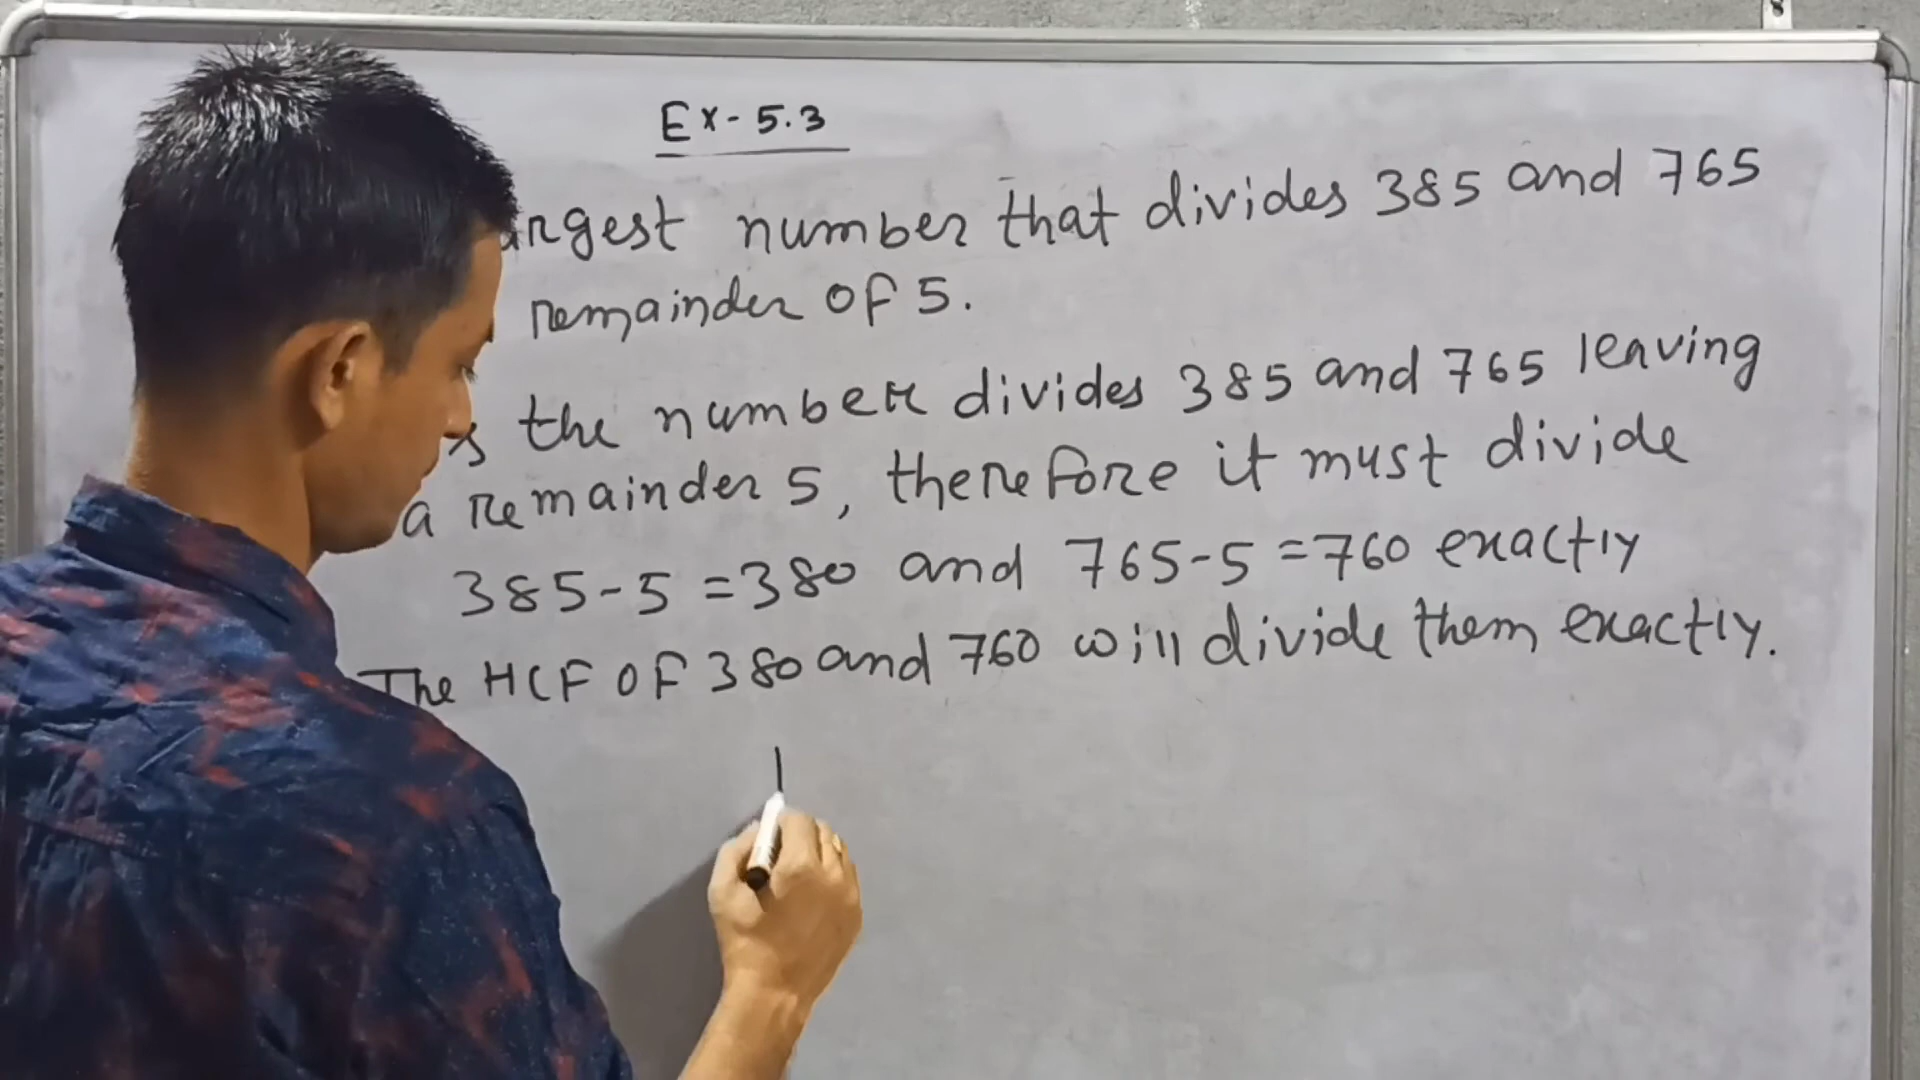 Ex - 5.3
argest number that divides 385 and 765
remainder of 5.
s the number divides 385 and 765 leaving
a remainder 5, therefore it must divide
385-5 = 380 and 765-5 = 760 exactly
The HCF of 380 and 760 will divide them exactly.